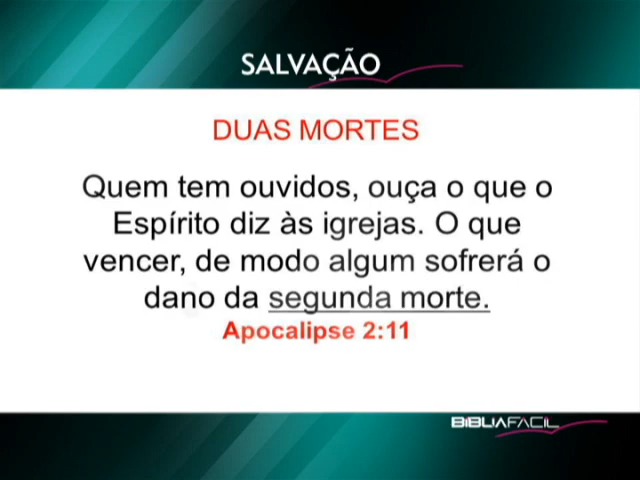 SALVAÇÃO
DUAS MORTES
Quem tem ouvidos, ouça o que o
Espírito diz às igrejas. O que
vencer, de modo algum sofrerá o
dano da segunda morte.
Apocalipse 2:11
BIBLIAFACIL